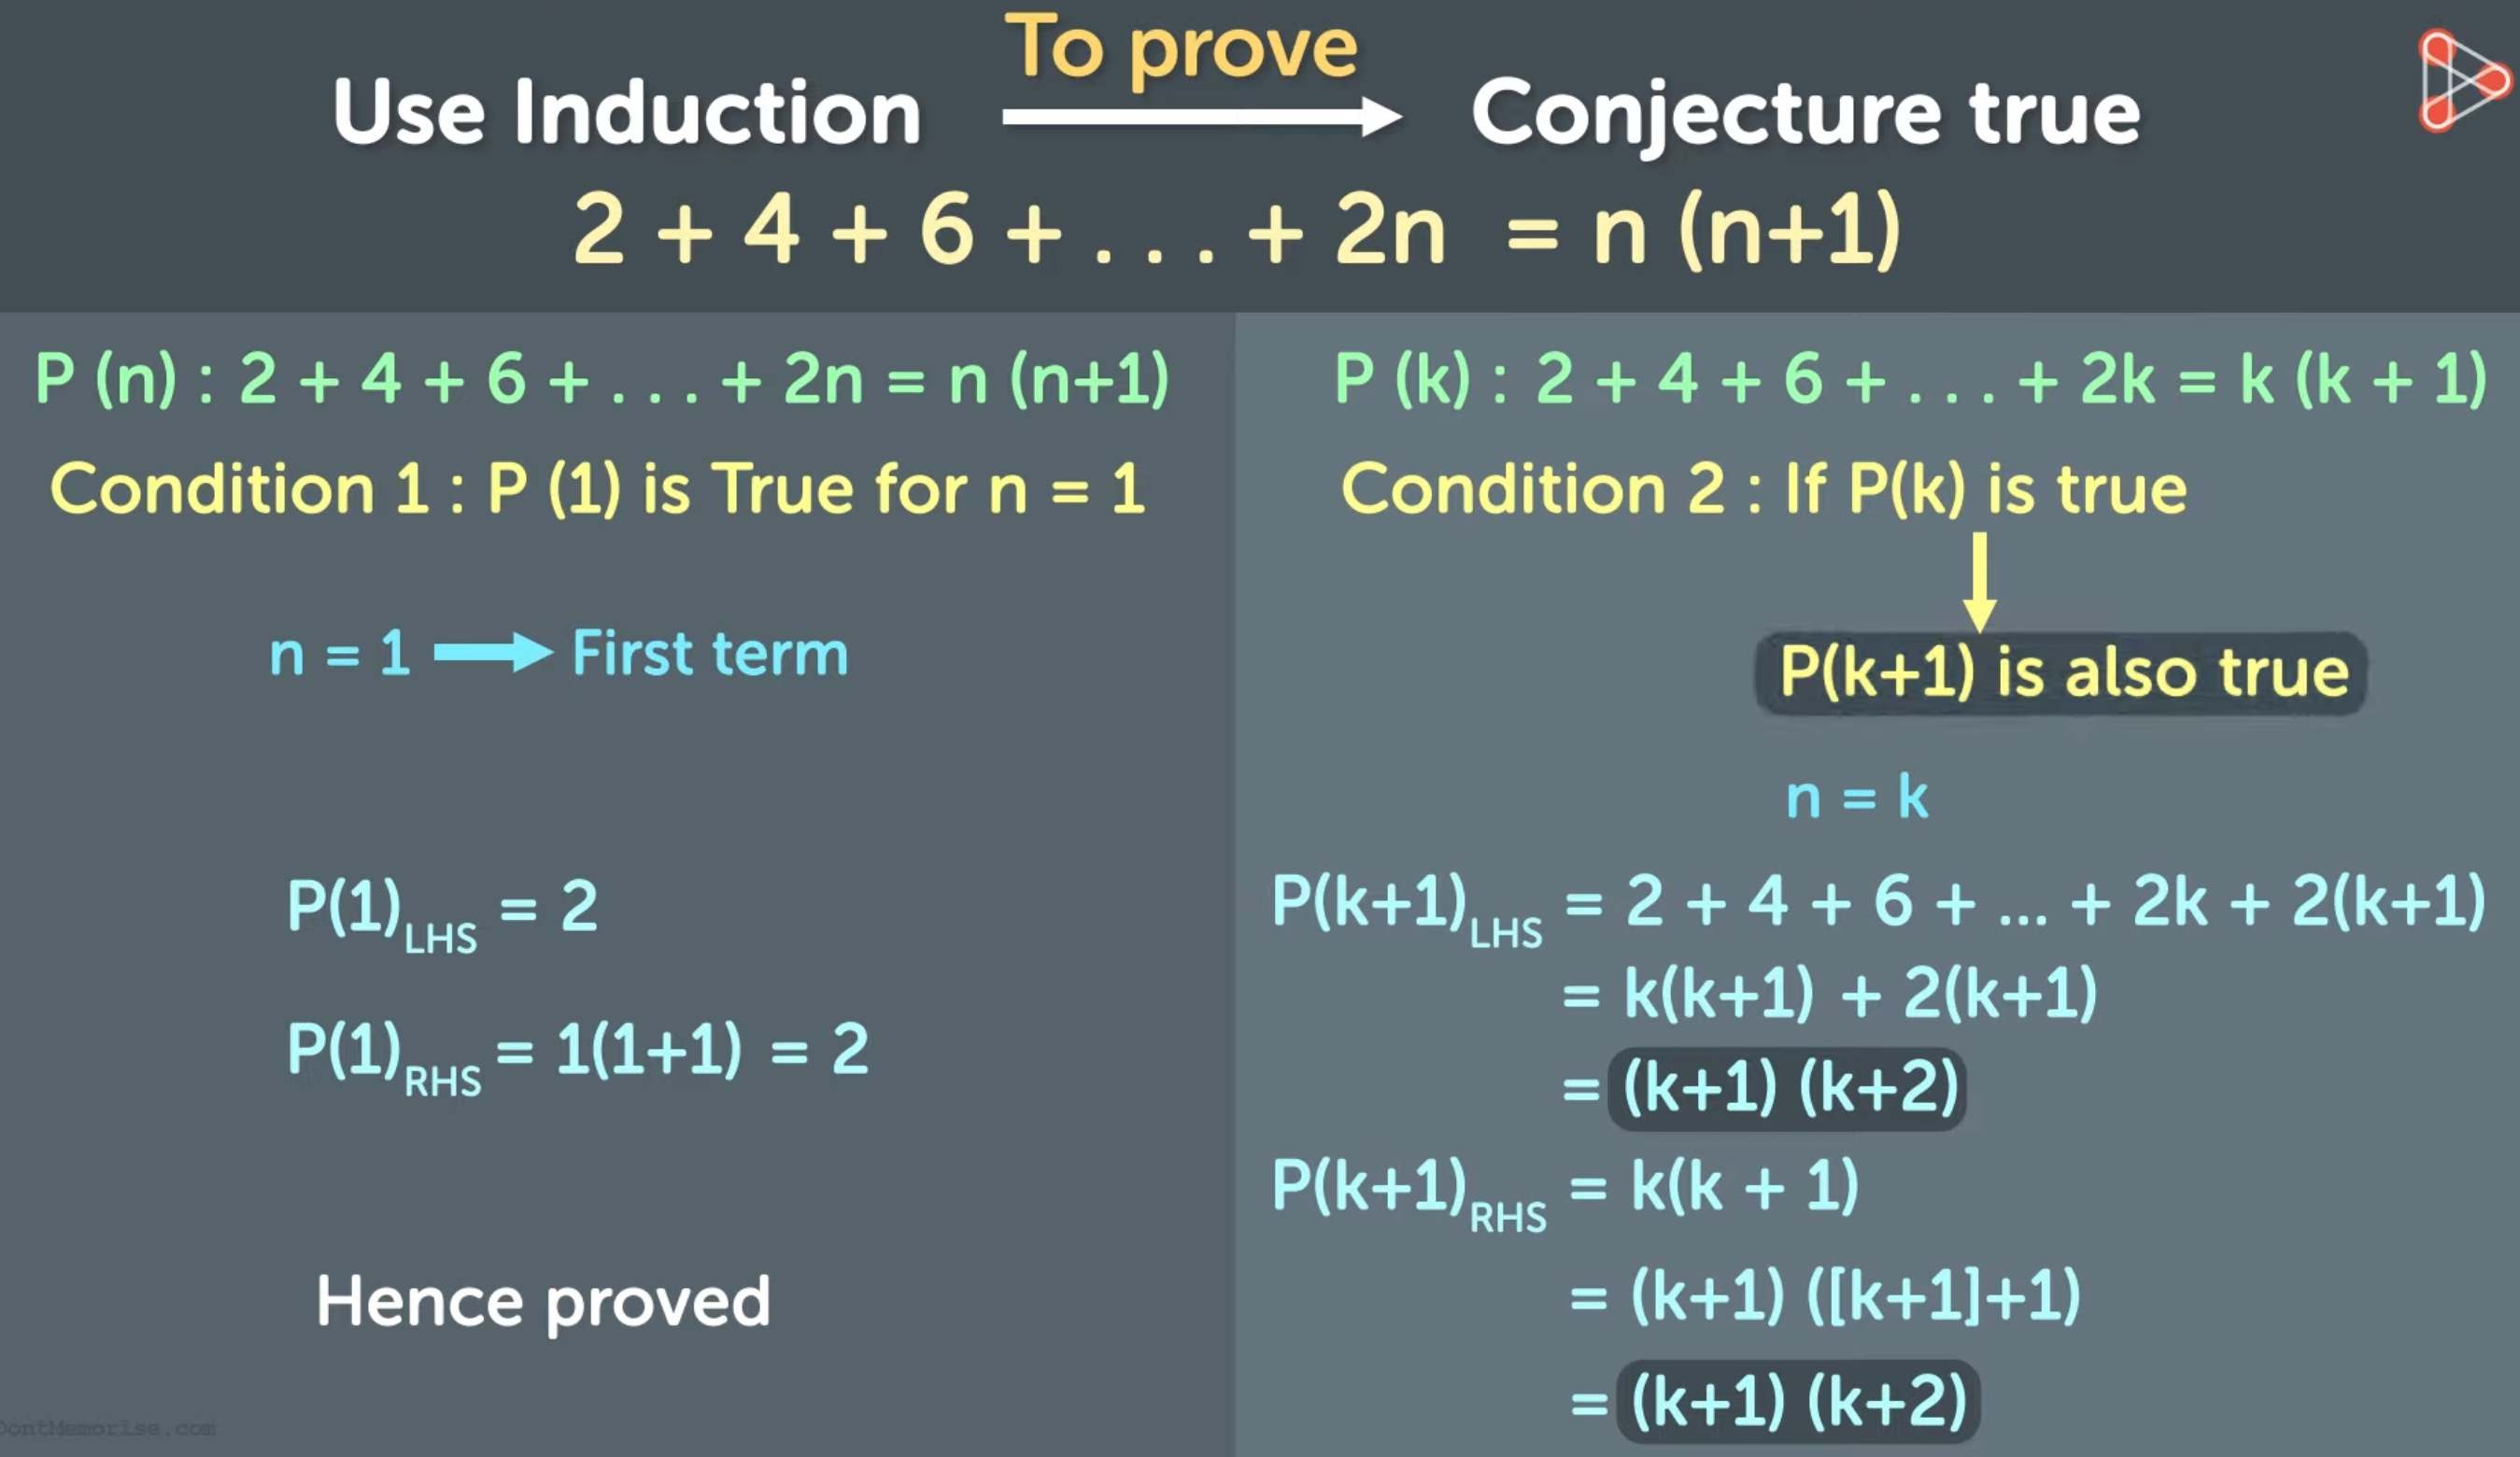 To prove
Use Induction Conjecture true
2 + 4 + 6 + . . . + 2n = n (n+1)
P (n) : 2 + 4 + 6 + . . . + 2n = n (n+1)
Condition 1 : P (1) is True for n = 1
n = 1 First term
P(1)LHS = 2
P(1)RHS = 1(1+1) = 2
Hence proved
P (k) : 2 + 4 + 6 + . . . + 2k = k (k + 1)
Condition 2 : If P(k) is true
P(k+1) is also true
n = k
P(k+1)LHS = 2 + 4 + 6 + ... + 2k + 2(k+1)
= k(k+1) + 2(k+1)
= (k+1) (k+2)
P(k+1)RHS = k(k + 1)
= (k+1) ([k+1]+1)
= (k+1) (k+2)
DontMemorise.com